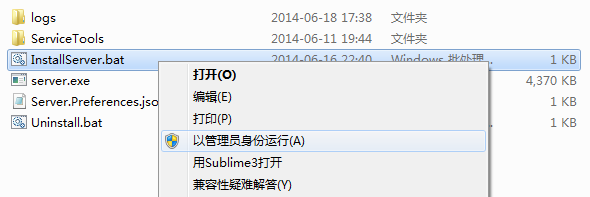 logs 2014-06-18 17:38 文件夹
ServiceTools 2014-06-11 19:44 文件夹
InstallServer.bat 2014-06-16 22:40 Windows 批处理... 1 KB
打开(O)
server.exe 4,370 KB
编辑(E)
Server.Preferences.jso 1 KB
打印(P)
Uninstall.bat 1 KB
以管理员身份运行(A)
用Sublime3打开
兼容性疑难解答(Y)